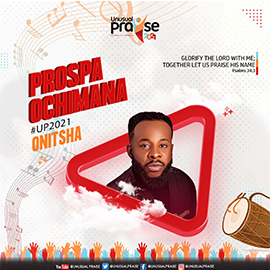 Unusual
praise
GLORIFY THE LORD WITH ME;
TOGETHER LET US PRAISE HIS NAME
Psalms 34:3
PROSPA
OCHIMANA
#UP2021
ONITSHA
@UNUSUALPRAISE @UNUSUALPRAISE @UNUSUALPRAISE @UNUSUALPRAISE